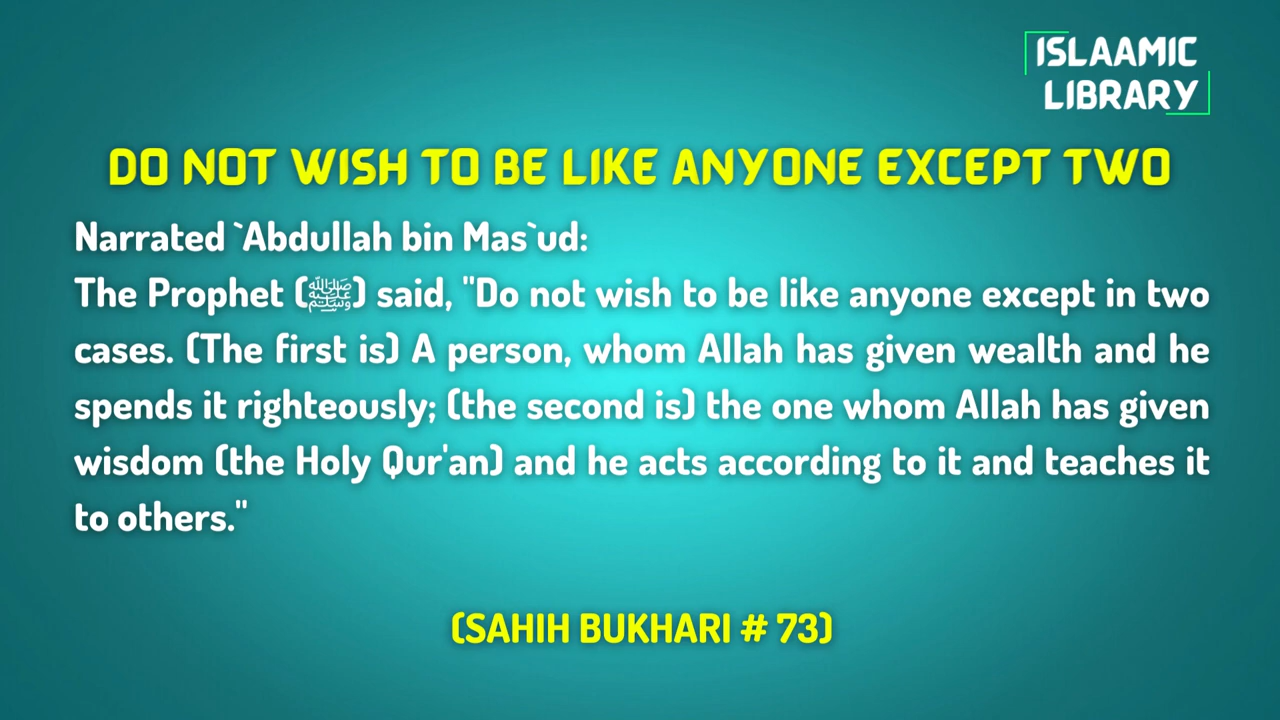 ISLAAMIC
LIBRARY
DO NOT WISH TO BE LIKE ANYONE EXCEPT TWO
Narrated `Abdullah bin Mas`ud:
The Prophet (ﷺ) said, "Do not wish to be like anyone except in two
cases. (The first is) A person, whom Allah has given wealth and he
spends it righteously; (the second is) the one whom Allah has given
wisdom (the Holy Qur'an) and he acts according to it and teaches it
to others."
(SAHIH BUKHARI # 73)